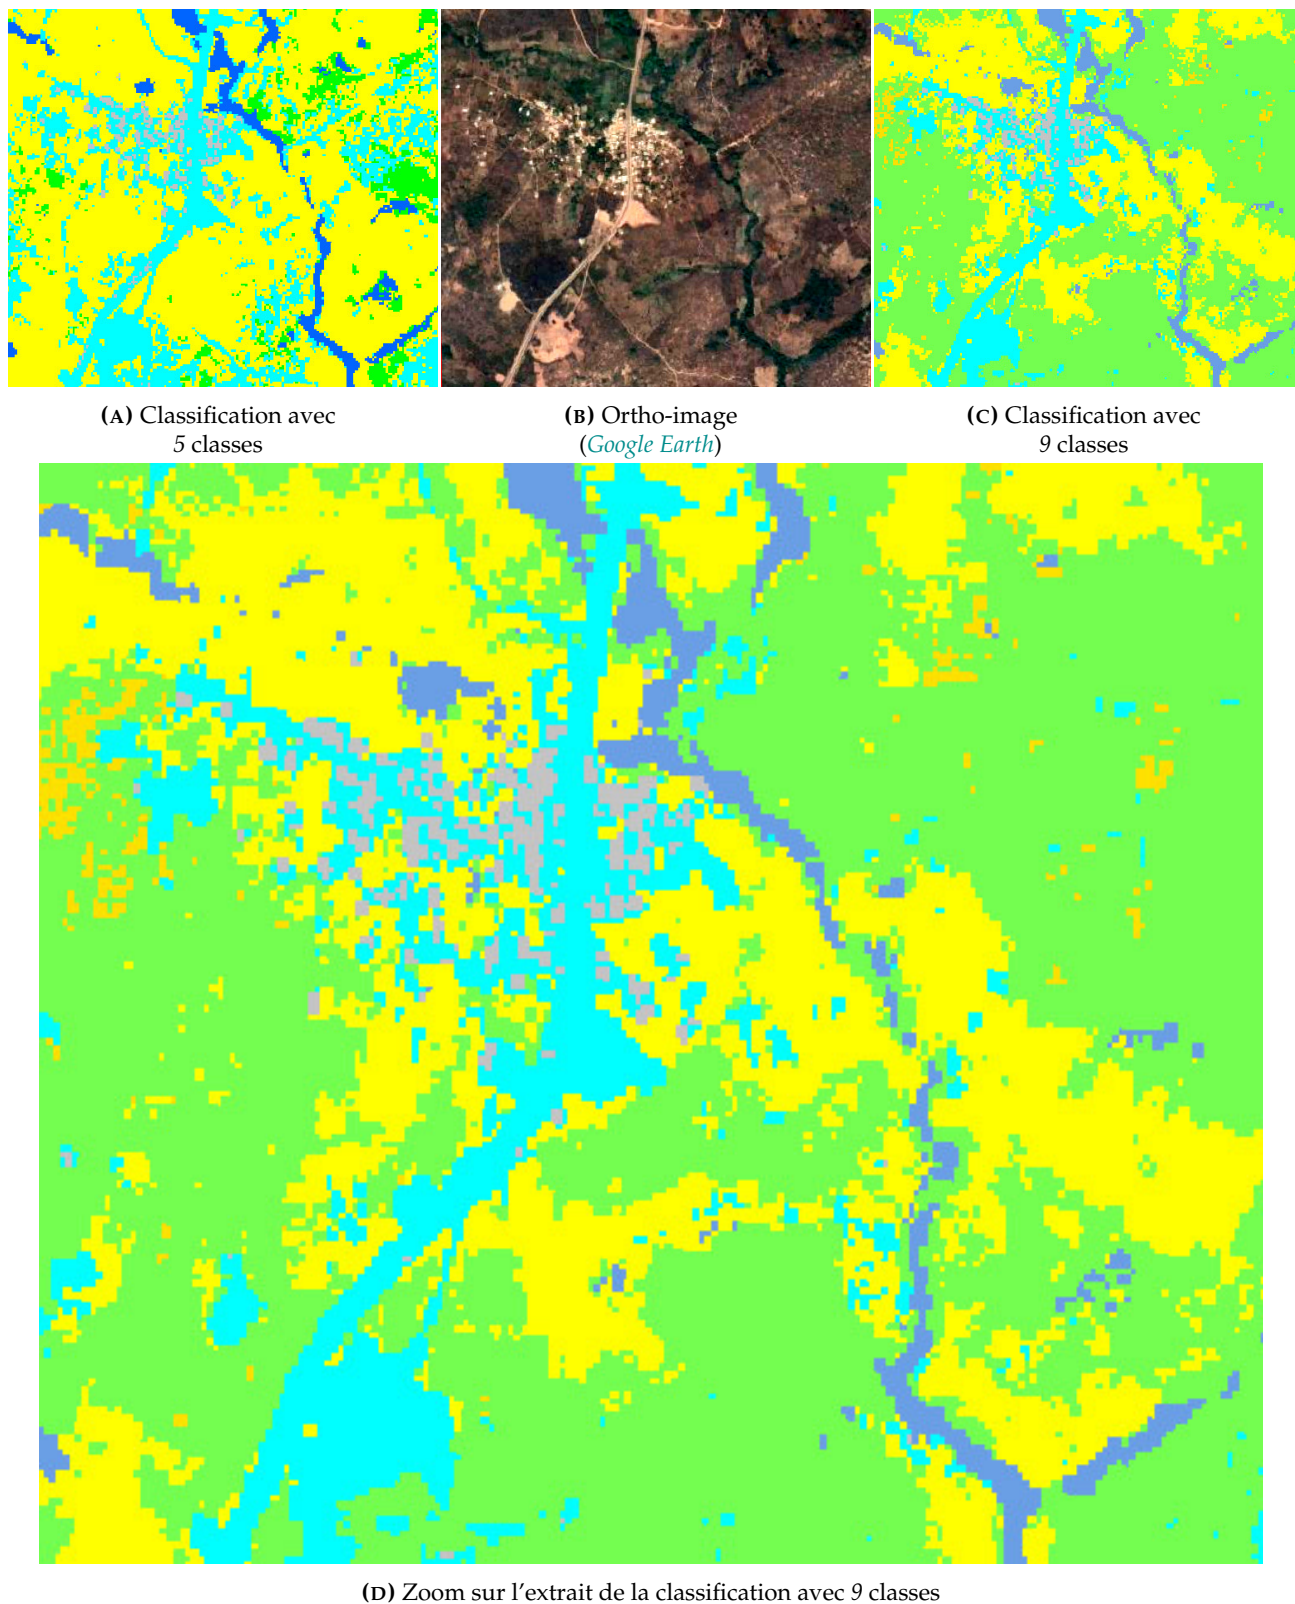 (A) Classification avec
5 classes
(B) Ortho-image
(Google Earth)
(C) Classification avec
9 classes
(D) Zoom sur l'extrait de la classification avec 9 classes